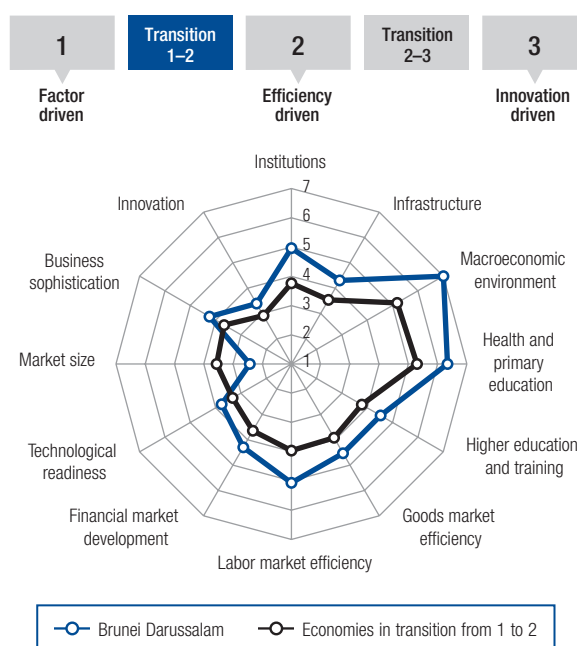 1
Transition
1–2
2
Transition
2–3
3
Factor
driven
Efficiency
driven
Innovation
driven
Institutions
7
6
5
4
3
2
1
Infrastructure
Macroeconomic
environment
Health and
primary
education
Higher education
and training
Goods market
efficiency
Labor market efficiency
Financial market
development
Technological
readiness
Market size
Business
sophistication
Innovation
Brunei Darussalam
Economies in transition from 1 to 2